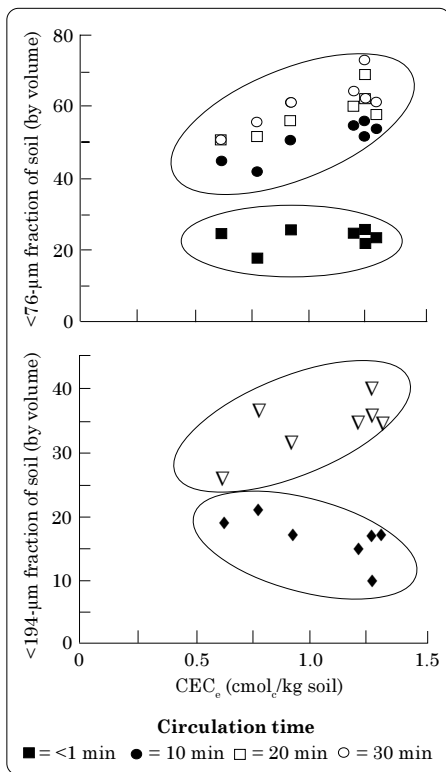 <76-µm fraction of soil (by volume)
80
60
40
20
0
<194-µm fraction of soil (by volume)
40
30
20
10
0
0 0.5 1.0 1.5
CECₑ (cmol꜀/kg soil)
Circulation time
■ = <1 min ● = 10 min □ = 20 min ○ = 30 min